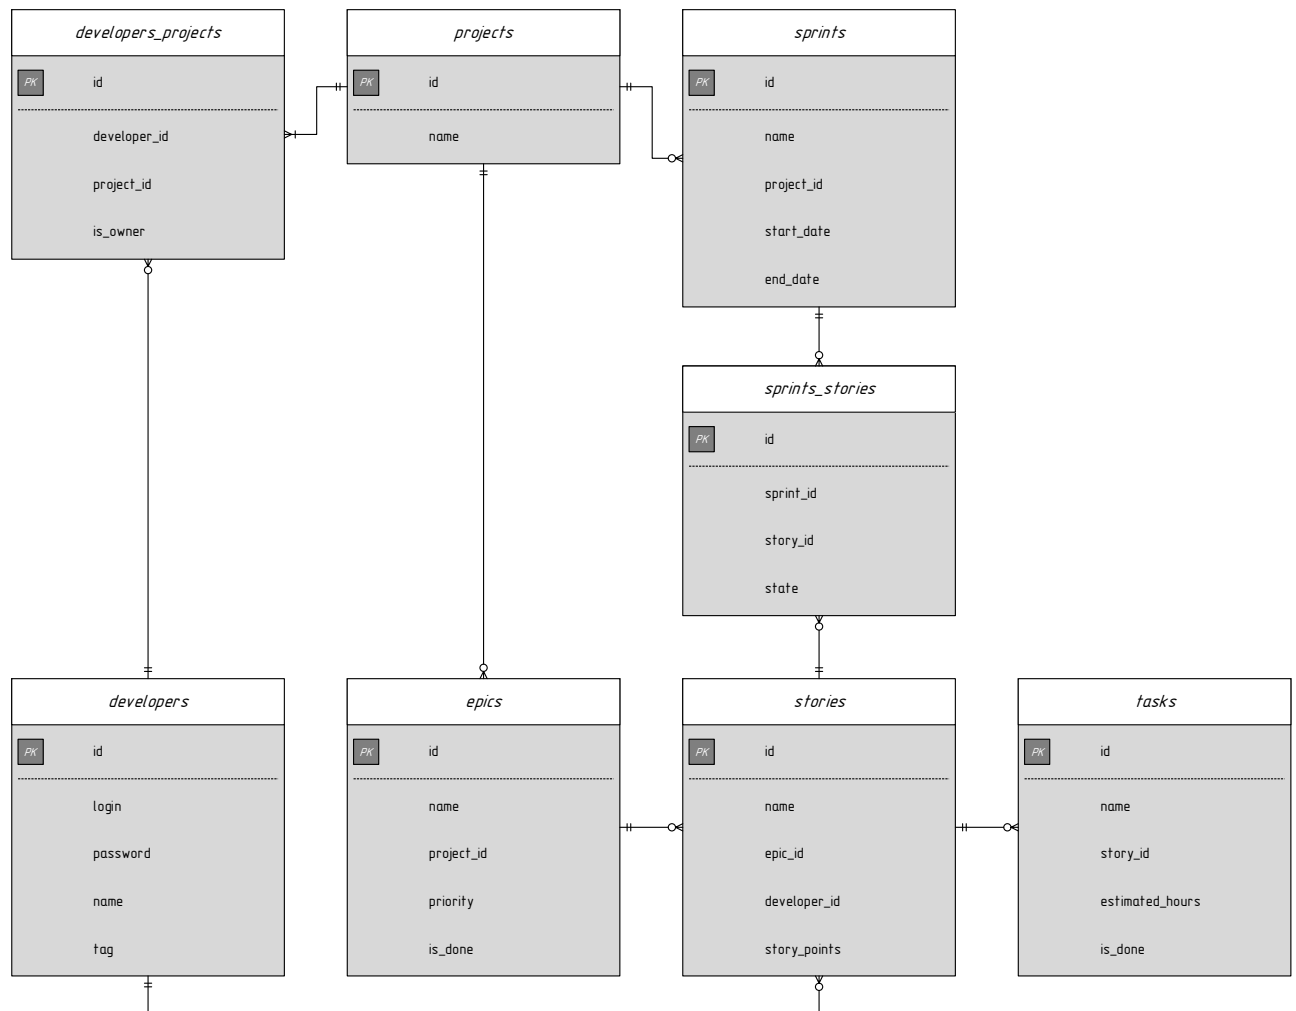 developers_projects
PK id
developer_id
project_id
is_owner
projects
PK id
name
sprints
PK id
name
project_id
start_date
end_date
sprints_stories
PK id
sprint_id
story_id
state
developers
PK id
login
password
name
tag
epics
PK id
name
project_id
priority
is_done
stories
PK id
name
epic_id
developer_id
story_points
tasks
PK id
name
story_id
estimated_hours
is_done